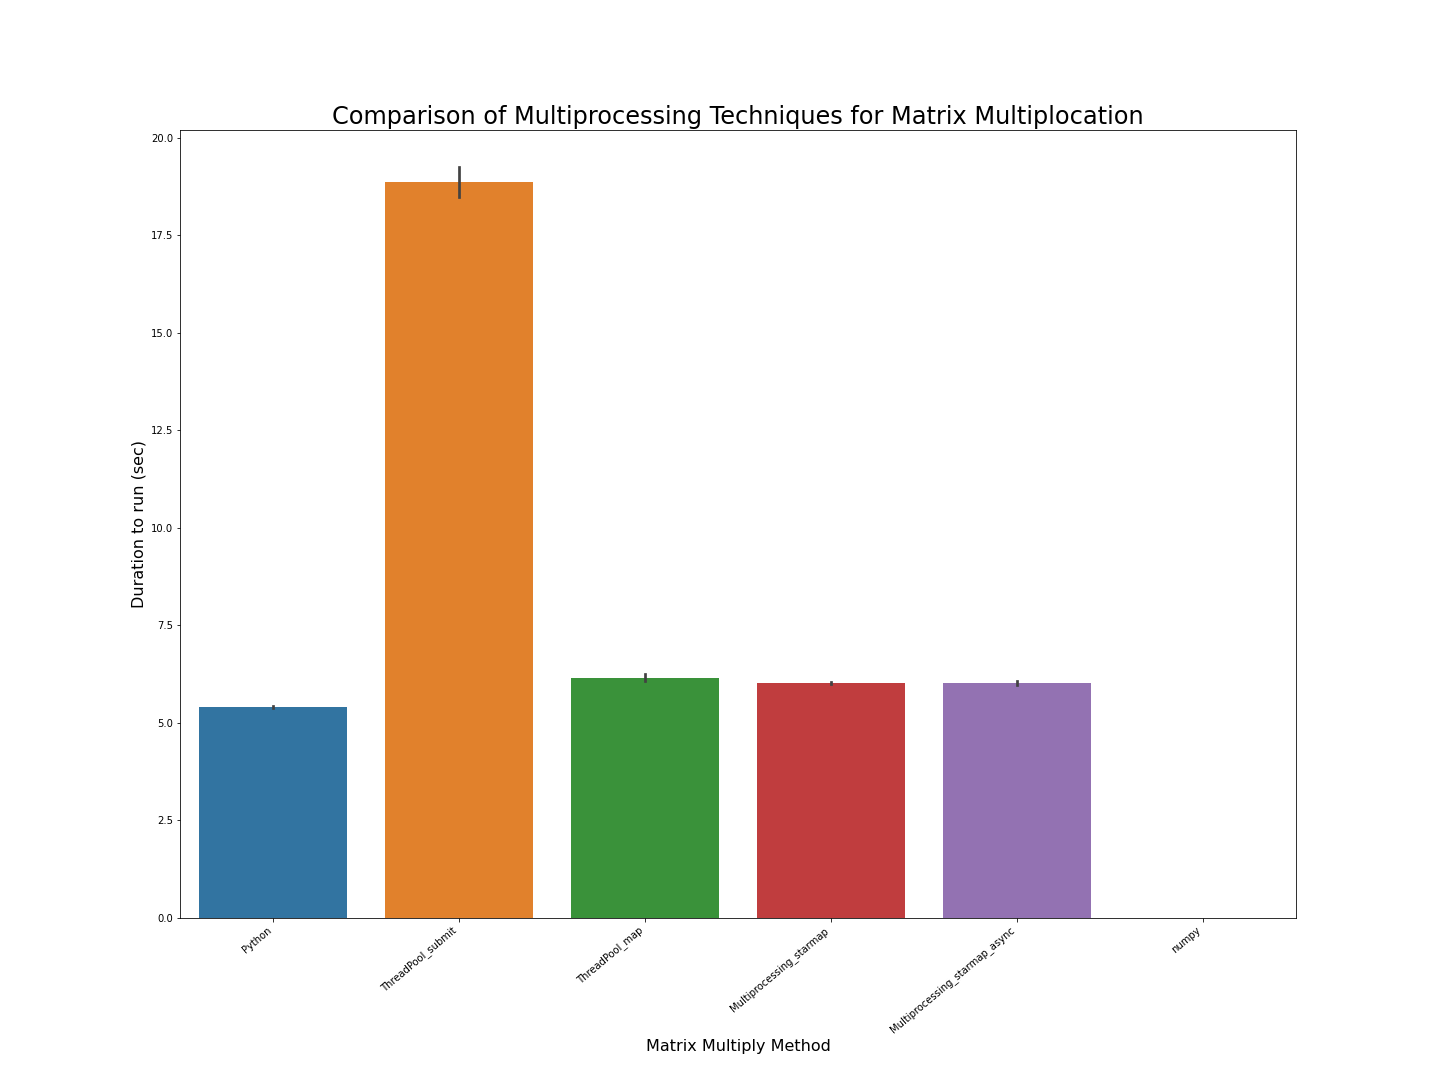 Comparison of Multiprocessing Techniques for Matrix Multiplocation
20.0
17.5
15.0
12.5
10.0
7.5
5.0
2.5
0.0
Duration to run (sec)
Python
ThreadPool_submit
ThreadPool_map
Multiprocessing_starmap
Multiprocessing_starmap_async
numpy
Matrix Multiply Method